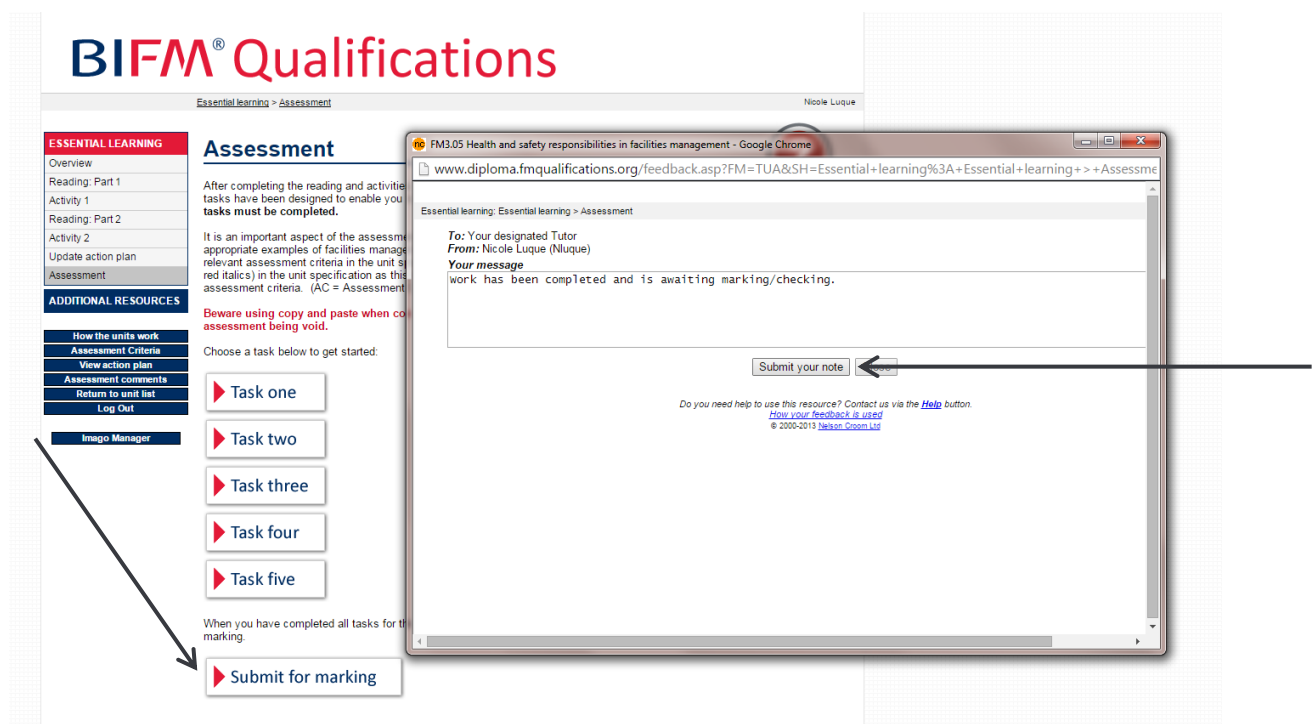 BIFM® Qualifications
Essential learning > Assessment
Nicole Luque
ESSENTIAL LEARNING
Overview
Reading: Part 1
Activity 1
Reading: Part 2
Activity 2
Update action plan
Assessment
ADDITIONAL RESOURCES
How the units work
Assessment Criteria
View action plan
Assessment comments
Return to unit list
Log Out
Imago Manager
Assessment
After completing the reading and activitie
tasks have been designed to enable you
tasks must be completed.
It is an important aspect of the assessme
appropriate examples of facilities manage
relevant assessment criteria in the unit s
red italics) in the unit specification as this
assessment criteria. (AC = Assessment
Beware using copy and paste when co
assessment being void.
Choose a task below to get started:
Task one
Task two
Task three
Task four
Task five
When you have completed all tasks for th
marking.
Submit for marking
nc FM3.05 Health and safety responsibilities in facilities management - Google Chrome
www.diploma.fmqualifications.org/feedback.asp?FM=TUA&SH=Essential+learning%3A+Essential+learning+>+Assessme
Essential learning: Essential learning > Assessment
To: Your designated Tutor
From: Nicole Luque (Nluque)
Your message
Work has been completed and is awaiting marking/checking.
Submit your note
Do you need help to use this resource? Contact us via the Help button.
How your feedback is used
© 2000-2013 Nelson Croom Ltd